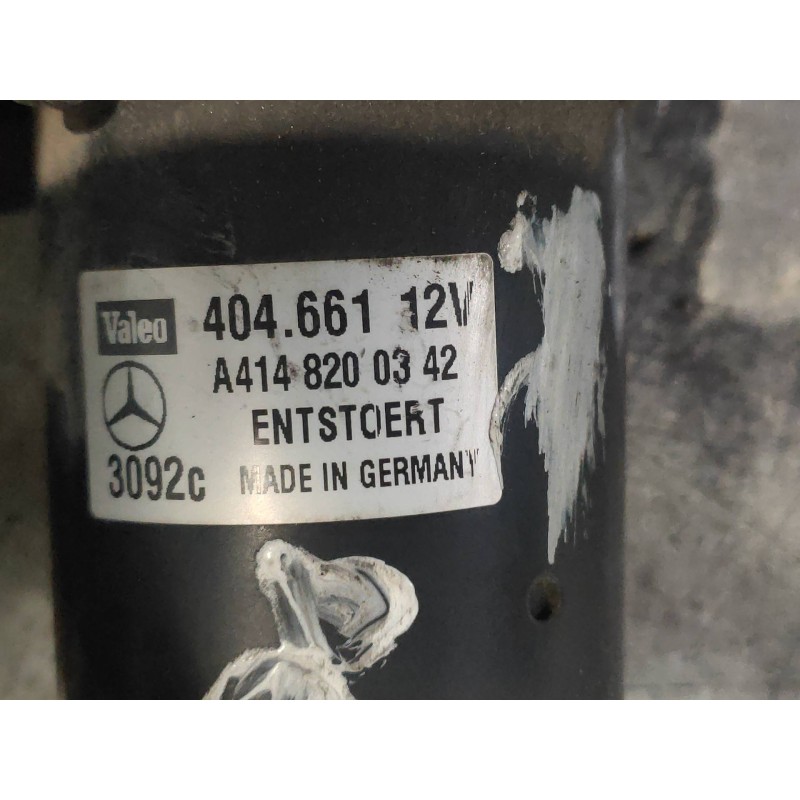 Valeo 404.661 12V
A414 820 03 42
ENTSTOERT
3092c MADE IN GERMANY